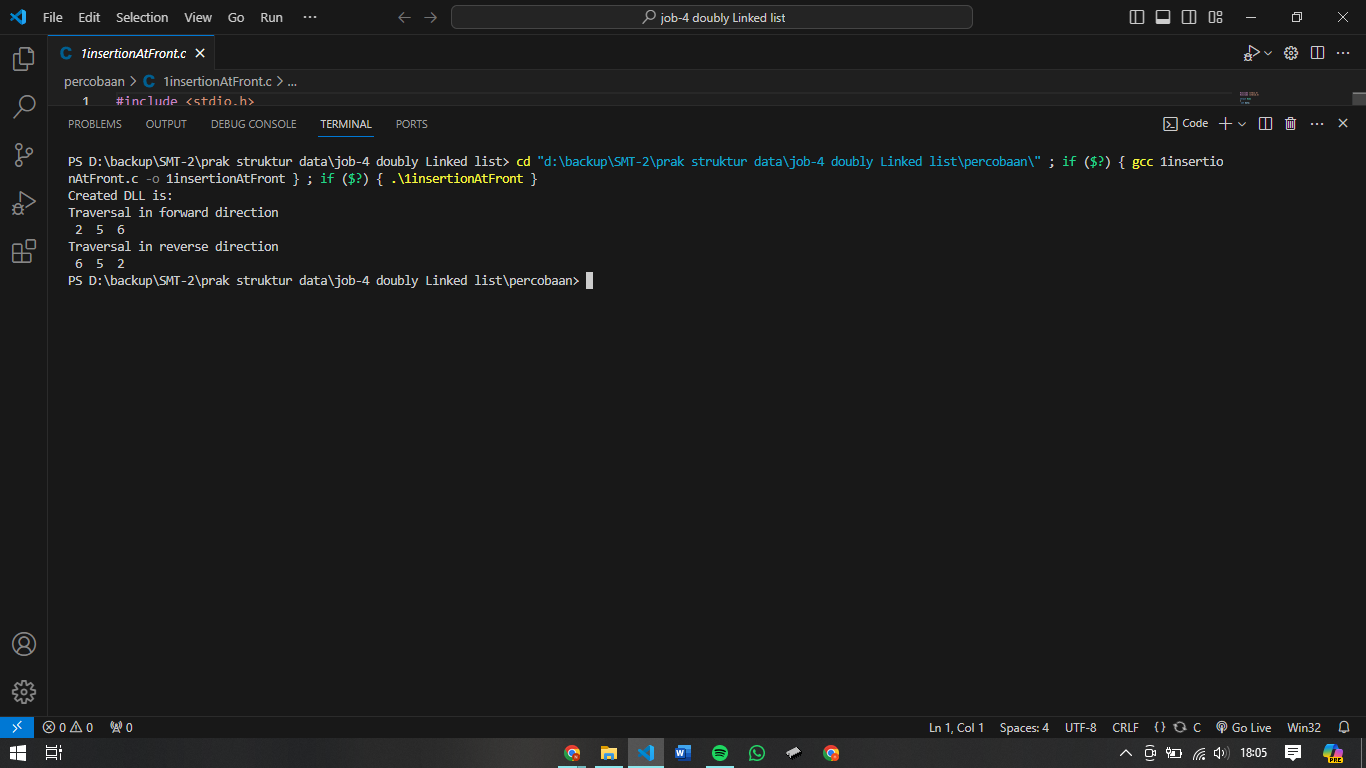 File Edit Selection View Go Run ···
job-4 doubly Linked list
C 1insertionAtFront.c
percobaan > C 1insertionAtFront.c > ...
1 #include <stdio.h>
PROBLEMS OUTPUT DEBUG CONSOLE TERMINAL PORTS
Code
PS D:\backup\SMT-2\prak struktur data\job-4 doubly Linked list> cd "d:\backup\SMT-2\prak struktur data\job-4 doubly Linked list\percobaan\" ; if ($?) { gcc 1insertio
nAtFront.c -o 1insertionAtFront } ; if ($?) { .\1insertionAtFront }
Created DLL is:
Traversal in forward direction
2 5 6
Traversal in reverse direction
6 5 2
PS D:\backup\SMT-2\prak struktur data\job-4 doubly Linked list\percobaan>
0 0 0 Ln 1, Col 1 Spaces: 4 UTF-8 CRLF {} C Go Live Win32
18:05
PRE